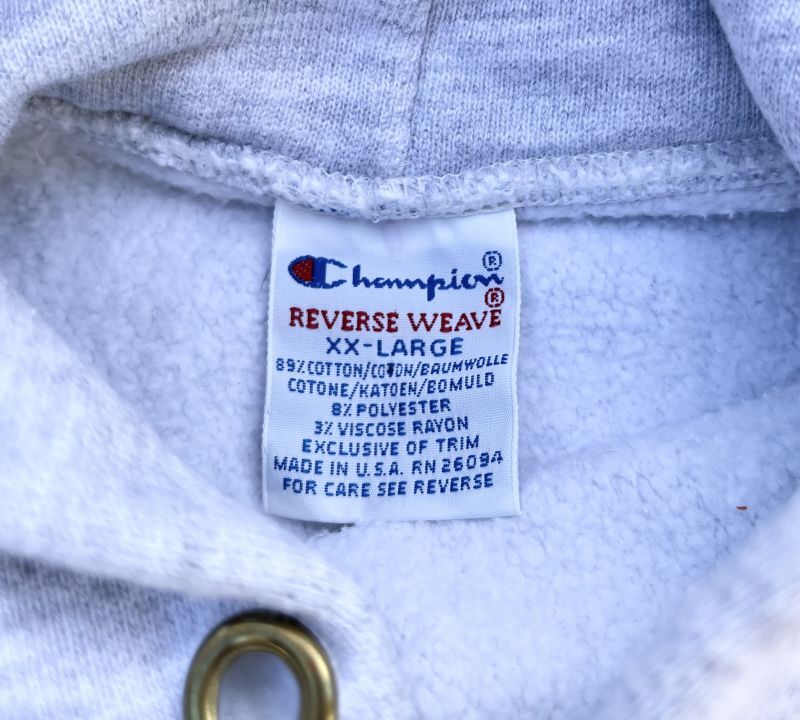 Champion®
REVERSE WEAVE®
XX-LARGE
89% COTTON/COTON/BAUMWOLLE
COTONE/KATOEN/BOMULD
8% POLYESTER
3% VISCOSE RAYON
EXCLUSIVE OF TRIM
MADE IN U.S.A. RN 26094
FOR CARE SEE REVERSE